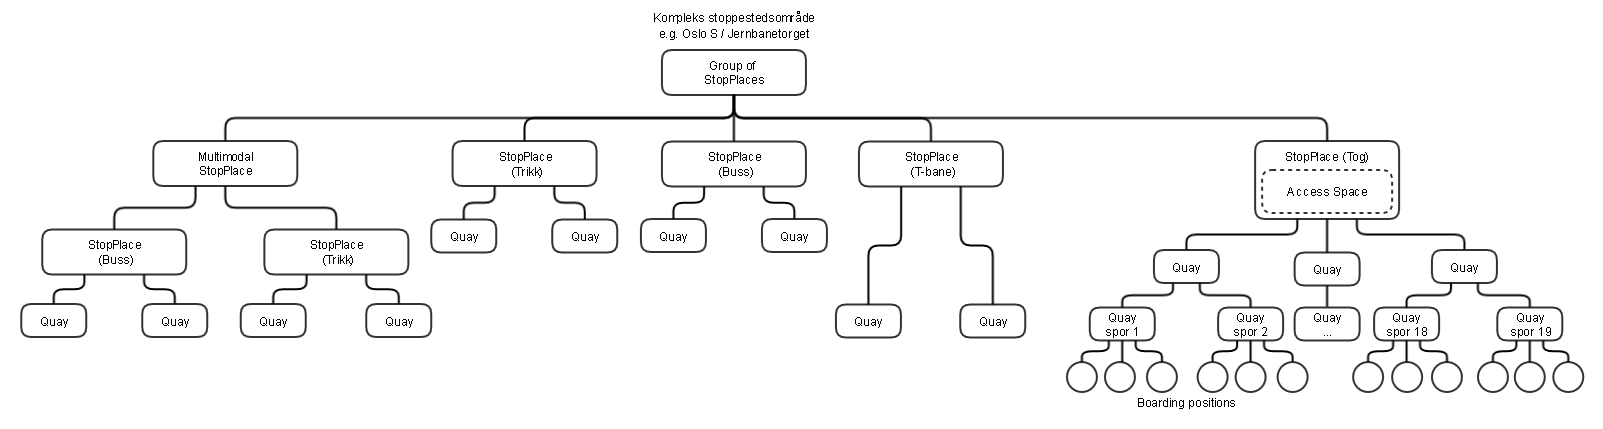 Kompleks stoppestedsområde
e.g. Oslo S / Jernbanetorget
Group of
StopPlaces
Multimodal
StopPlace
StopPlace
(Trikk)
StopPlace
(Buss)
StopPlace
(T-bane)
StopPlace (Tog)
Access Space
StopPlace
(Buss)
StopPlace
(Trikk)
Quay
Quay
Quay
Quay
Quay
Quay
Quay
Quay
Quay
Quay
Quay
Quay
Quay
Quay
spor 1
Quay
spor 2
Quay
...
Quay
spor 18
Quay
spor 19
Boarding positions